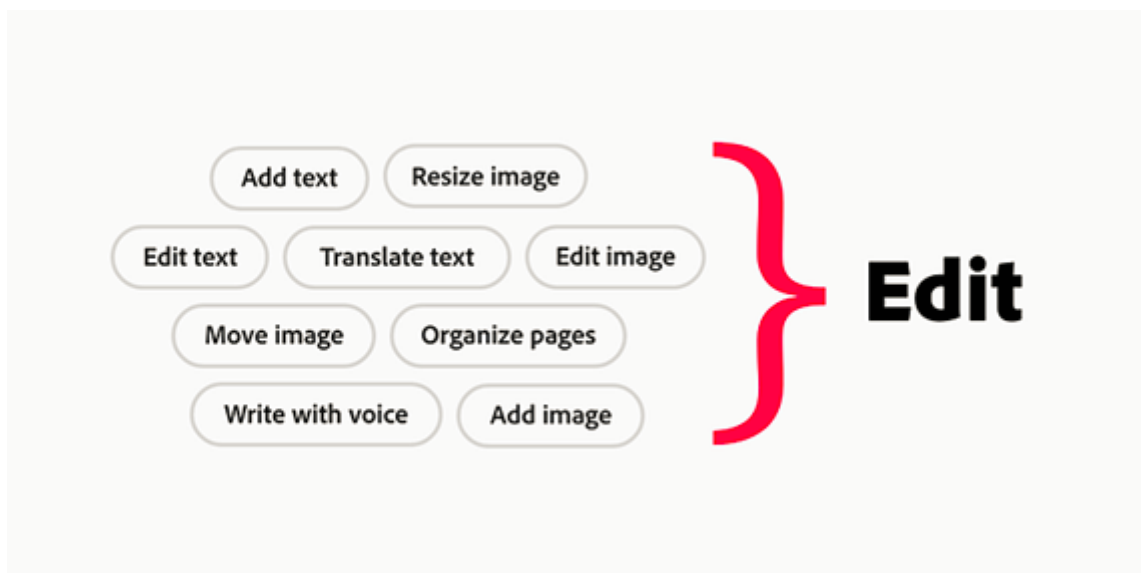 Add text Resize image
Edit text Translate text Edit image
Move image Organize pages
Write with voice Add image
Edit